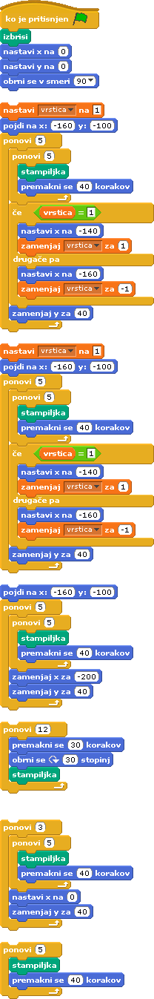 ko je pritisnjen
izbrisi
nastavi x na 0
nastavi y na 0
obrni se v smeri 90
nastavi vrstica na 1
pojdi na x: -160 y: -100
ponovi 5
ponovi 5
stampiljka
premakni se 40 korakov
če vrstica = 1
nastavi x na -140
zamenjaj vrstica za 1
drugače pa
nastavi x na -160
zamenjaj vrstica za -1
zamenjaj y za 40
nastavi vrstica na 1
pojdi na x: -160 y: -100
ponovi 5
ponovi 5
stampiljka
premakni se 40 korakov
če vrstica = 1
nastavi x na -140
zamenjaj vrstica za 1
drugače pa
nastavi x na -160
zamenjaj vrstica za -1
zamenjaj y za 40
pojdi na x: -160 y: -100
ponovi 5
ponovi 5
stampiljka
premakni se 40 korakov
zamenjaj x za -200
zamenjaj y za 40
ponovi 12
premakni se 30 korakov
obrni se 30 stopinj
stampiljka
ponovi 3
ponovi 5
stampiljka
premakni se 40 korakov
nastavi x na 0
zamenjaj y za 40
ponovi 5
stampiljka
premakni se 40 korakov